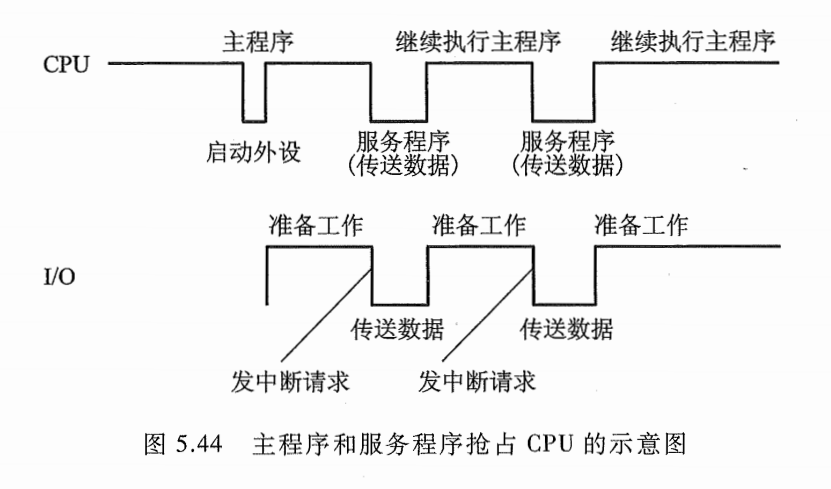 主程序 继续执行主程序 继续执行主程序
CPU
启动外设 服务程序 服务程序
(传送数据) (传送数据)
准备工作 准备工作 准备工作
I/O
传送数据 传送数据
发中断请求 发中断请求
图 5.44 主程序和服务程序抢占 CPU 的示意图